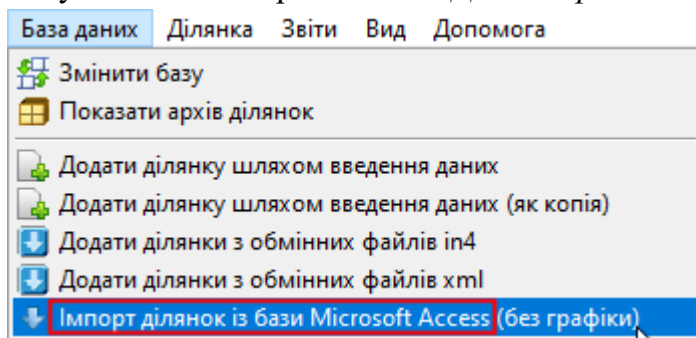 База даних Ділянка Звіти Вид Допомога
Змінити базу
Показати архів ділянок
Додати ділянку шляхом введення даних
Додати ділянку шляхом введення даних (як копія)
Додати ділянки з обмінних файлів in4
Додати ділянки з обмінних файлів xml
Імпорт ділянок із бази Microsoft Access (без графіки)